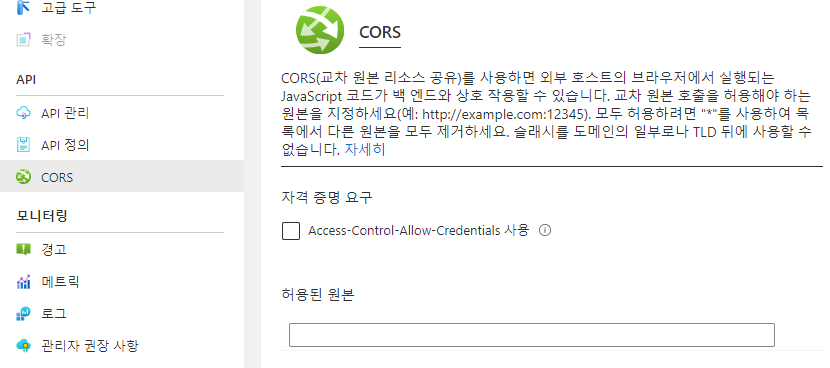 고급 도구
확장
API
API 관리
API 정의
CORS
모니터링
경고
메트릭
로그
관리자 권장 사항
CORS
CORS(교차 원본 리소스 공유)를 사용하면 외부 호스트의 브라우저에서 실행되는
JavaScript 코드가 백 엔드와 상호 작용할 수 있습니다. 교차 원본 호출을 허용해야 하는
원본을 지정하세요(예: http://example.com:12345). 모두 허용하려면 "*"를 사용하여 목
록에서 다른 원본을 모두 제거하세요. 슬래시를 도메인의 일부로나 TLD 뒤에 사용할 수
없습니다. 자세히
자격 증명 요구
Access-Control-Allow-Credentials 사용
허용된 원본